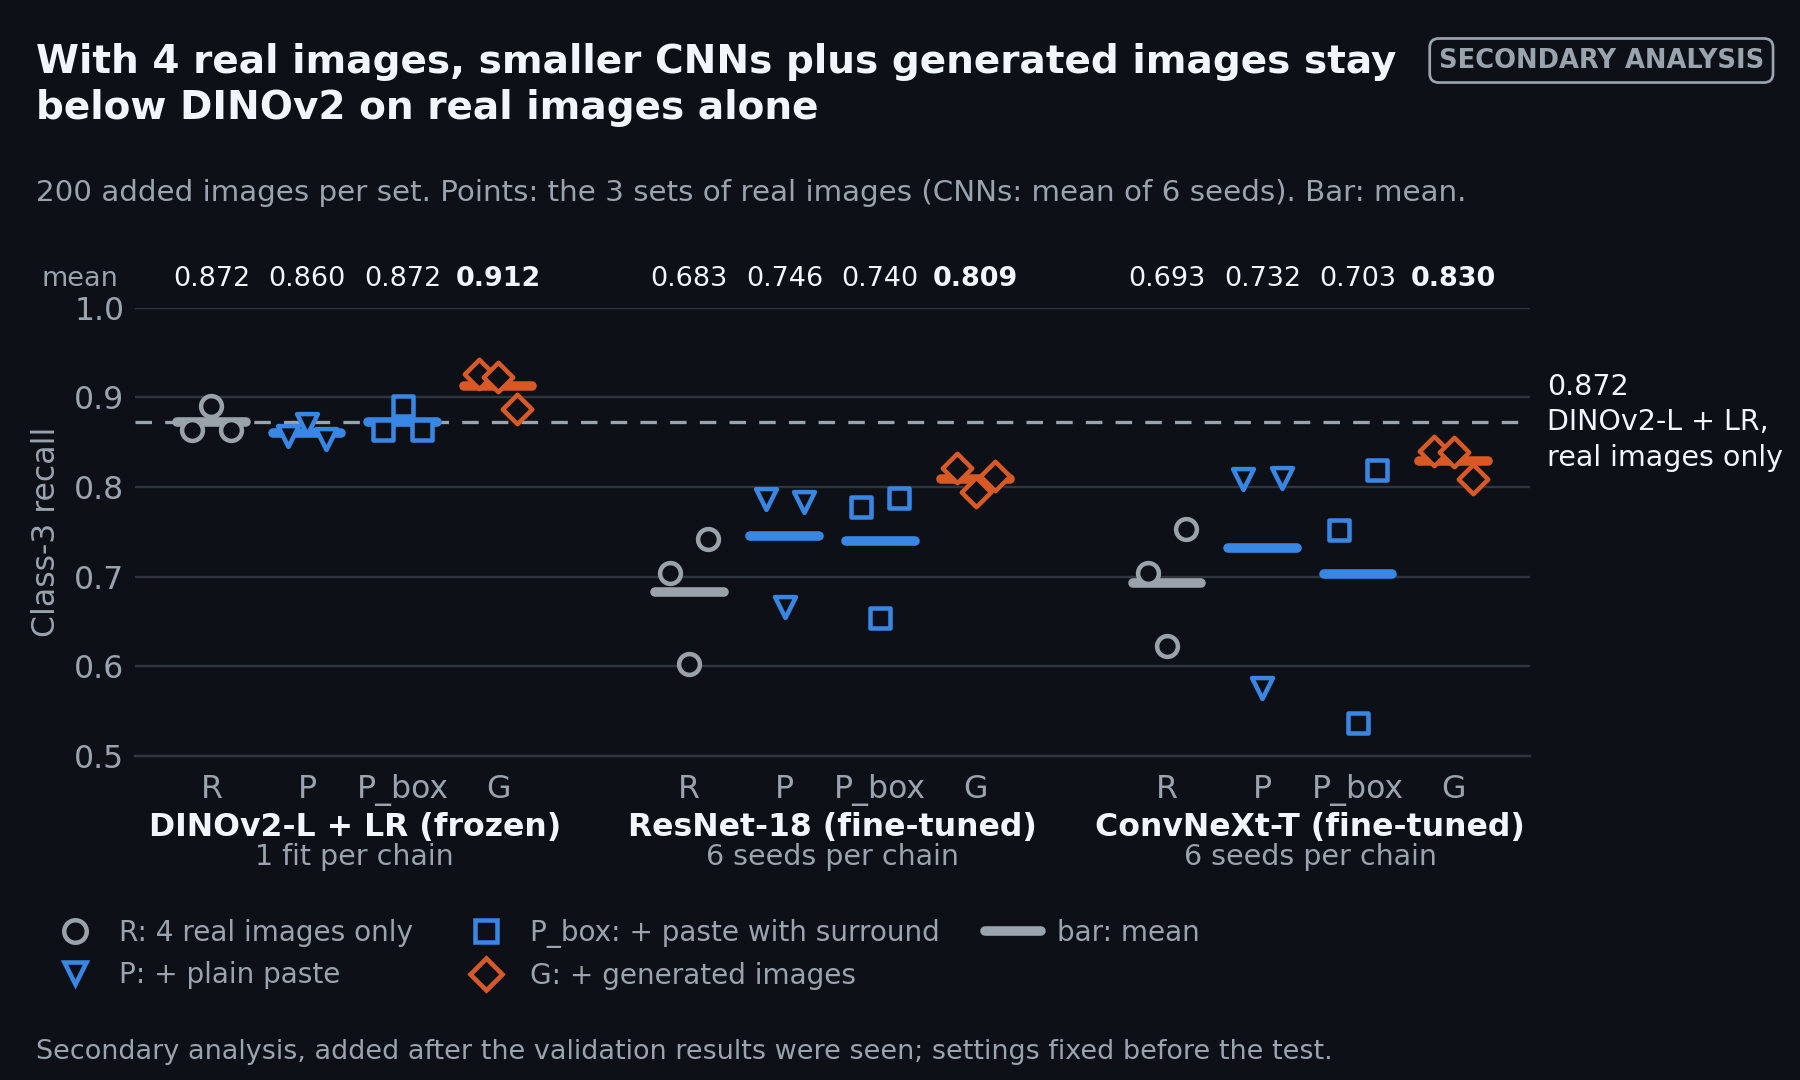 With 4 real images, smaller CNNs plus generated images stay
below DINOv2 on real images alone
SECONDARY ANALYSIS
200 added images per set. Points: the 3 sets of real images (CNNs: mean of 6 seeds). Bar: mean.
mean 0.872 0.860 0.872 0.912 0.683 0.746 0.740 0.809 0.693 0.732 0.703 0.830
1.0
0.9
0.8
0.7
0.6
0.5
Class-3 recall
0.872
DINOv2-L + LR,
real images only
R P P_box G R P P_box G R P P_box G
DINOv2-L + LR (frozen) ResNet-18 (fine-tuned) ConvNeXt-T (fine-tuned)
1 fit per chain 6 seeds per chain 6 seeds per chain
R: 4 real images only P_box: + paste with surround bar: mean
P: + plain paste G: + generated images
Secondary analysis, added after the validation results were seen; settings fixed before the test.